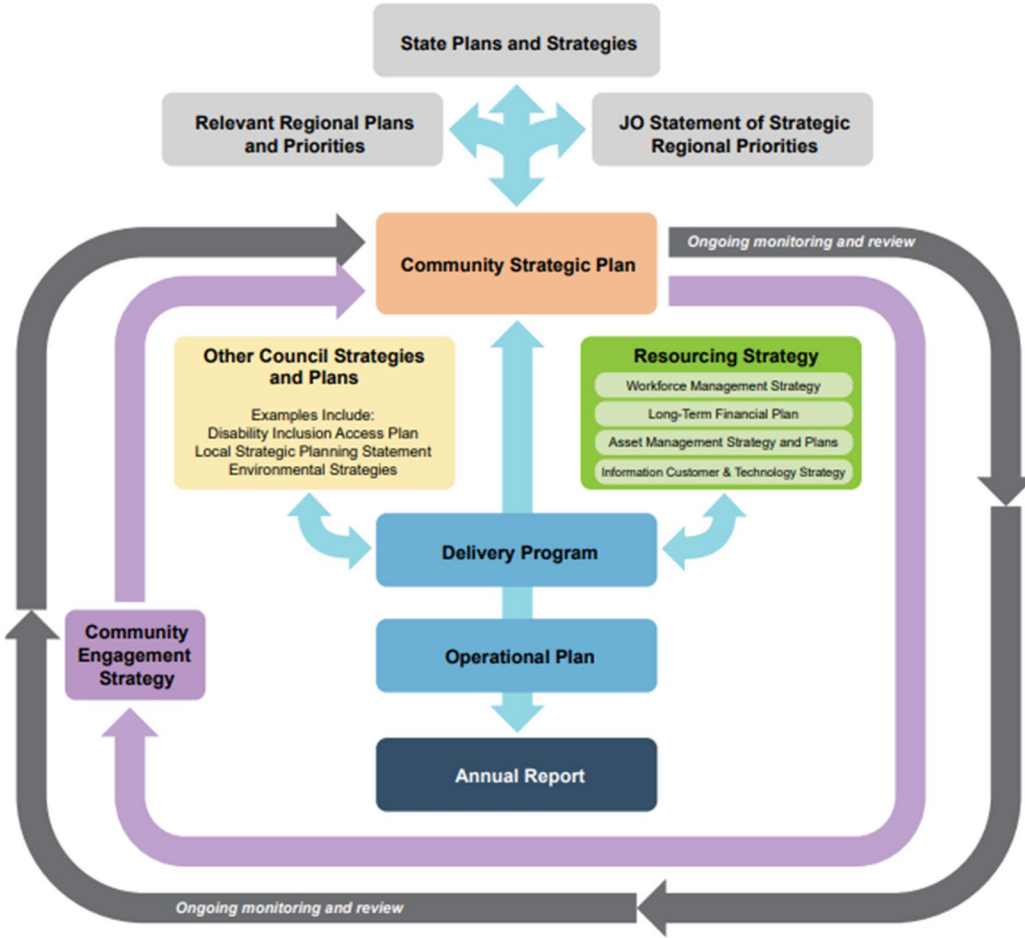 State Plans and Strategies
Relevant Regional Plans
and Priorities
JO Statement of Strategic
Regional Priorities
Community Strategic Plan
Ongoing monitoring and review
Other Council Strategies
and Plans
Examples Include:
Disability Inclusion Access Plan
Local Strategic Planning Statement
Environmental Strategies
Resourcing Strategy
Workforce Management Strategy
Long-Term Financial Plan
Asset Management Strategy and Plans
Information Customer & Technology Strategy
Delivery Program
Community
Engagement
Strategy
Operational Plan
Annual Report
Ongoing monitoring and review